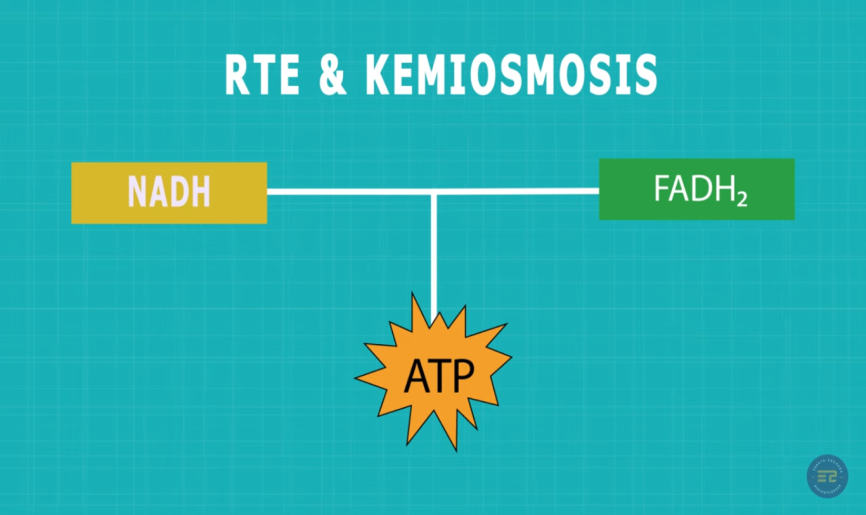 RTE & KEMIOSMOSIS
NADH
FADH₂
ATP